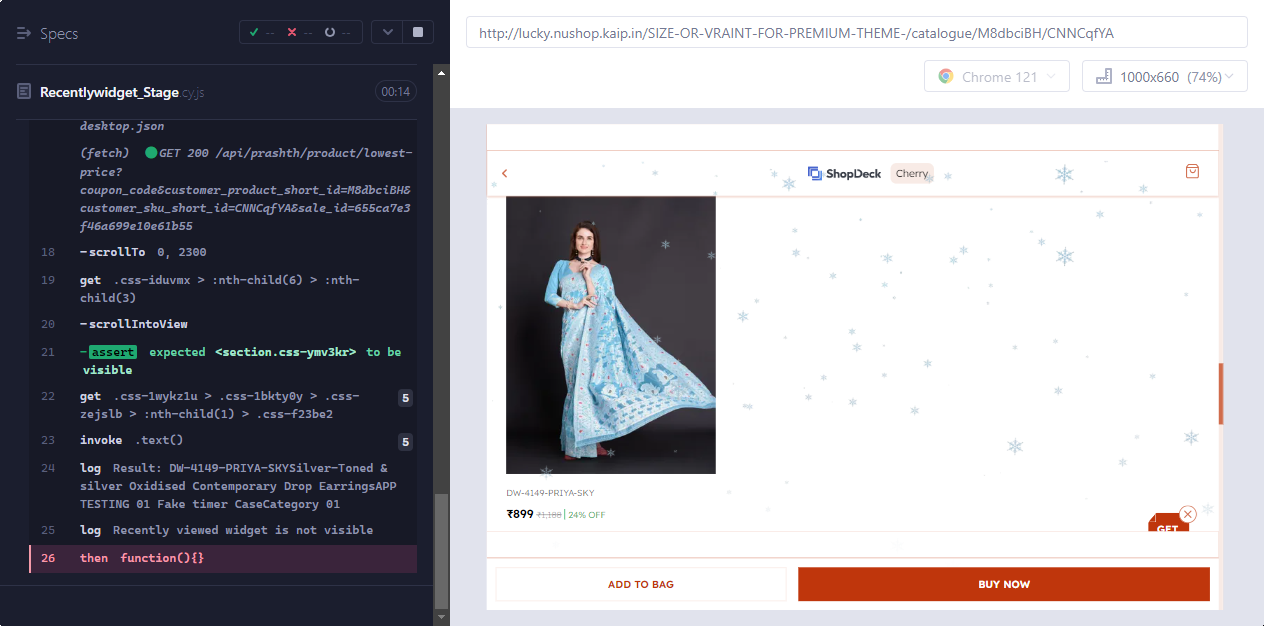 Specs
-- -- --
Recentlywidget_Stage.cy.js
00:14
desktop.json
(fetch) GET 200 /api/prashth/product/lowest-
price?
coupon_code&customer_product_short_id=M8dbciBH&
customer_sku_short_id=CNNCqfYA&sale_id=655ca7e3
f46a699e10e61b55
18 -scrollTo 0, 2300
19 get .css-iduvmx > :nth-child(6) > :nth-
child(3)
20 -scrollIntoView
21 -assert expected <section.css-ymv3kr> to be
visible
22 get .css-1wykz1u > .css-1bkty0y > .css-
zejslb > :nth-child(1) > .css-f23be2 5
23 invoke .text() 5
24 log Result: DW-4149-PRIYA-SKYSilver-Toned &
silver Oxidised Contemporary Drop EarringsAPP
TESTING 01 Fake timer CaseCategory 01
25 log Recently viewed widget is not visible
26 then function(){}
http://lucky.nushop.kaip.in/SIZE-OR-VRAINT-FOR-PREMIUM-THEME-/catalogue/M8dbciBH/CNNCqfYA
Chrome 121
1000x660 (74%)
ShopDeck Cherry
DW-4149-PRIYA-SKY
₹899 ₹1,188 | 24% OFF
GET
ADD TO BAG
BUY NOW